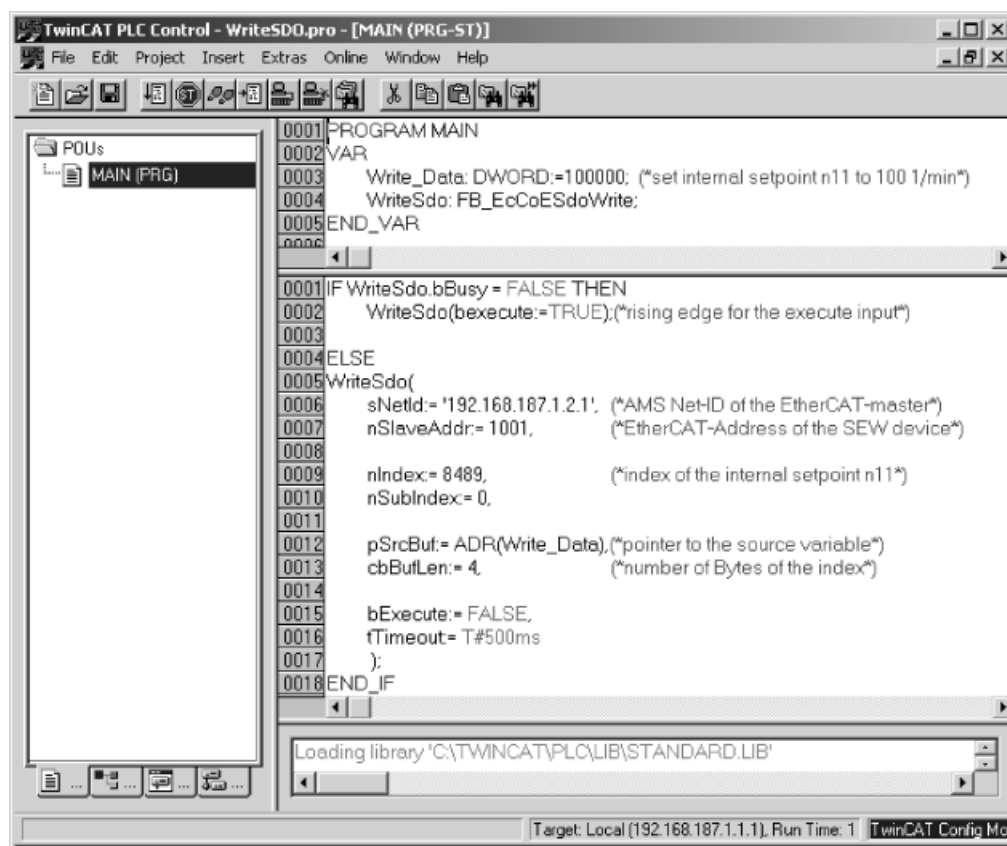 TwinCAT PLC Control - WriteSDO.pro - [MAIN (PRG-ST)]
File Edit Project Insert Extras Online Window Help
POUs
MAIN (PRG)
0001 PROGRAM MAIN
0002 VAR
0003 Write_Data: DWORD:=100000; (*set internal setpoint n11 to 100 1/min*)
0004 WriteSdo: FB_EcCoESdoWrite;
0005 END_VAR
0006
0001 IF WriteSdo.bBusy = FALSE THEN
0002 WriteSdo(bexecute:=TRUE);(*rising edge for the execute input*)
0003
0004 ELSE
0005 WriteSdo(
0006 sNetId:= '192.168.187.1.2.1', (*AMS Net-ID of the EtherCAT-master*)
0007 nSlaveAddr:= 1001, (*EtherCAT-Address of the SEW device*)
0008
0009 nIndex:= 8489, (*index of the internal setpoint n11*)
0010 nSubIndex:= 0,
0011
0012 pSrcBuf:= ADR(Write_Data),(*pointer to the source variable*)
0013 cbBufLen:= 4, (*number of Bytes of the index*)
0014
0015 bExecute:= FALSE,
0016 tTimeout:= T#500ms
0017 );
0018 END_IF
Loading library 'C:\TWINCAT\PLC\LIB\STANDARD.LIB'
... ... ... ...
Target: Local (192.168.187.1.1.1), Run Time: 1 TwinCAT Config Mo